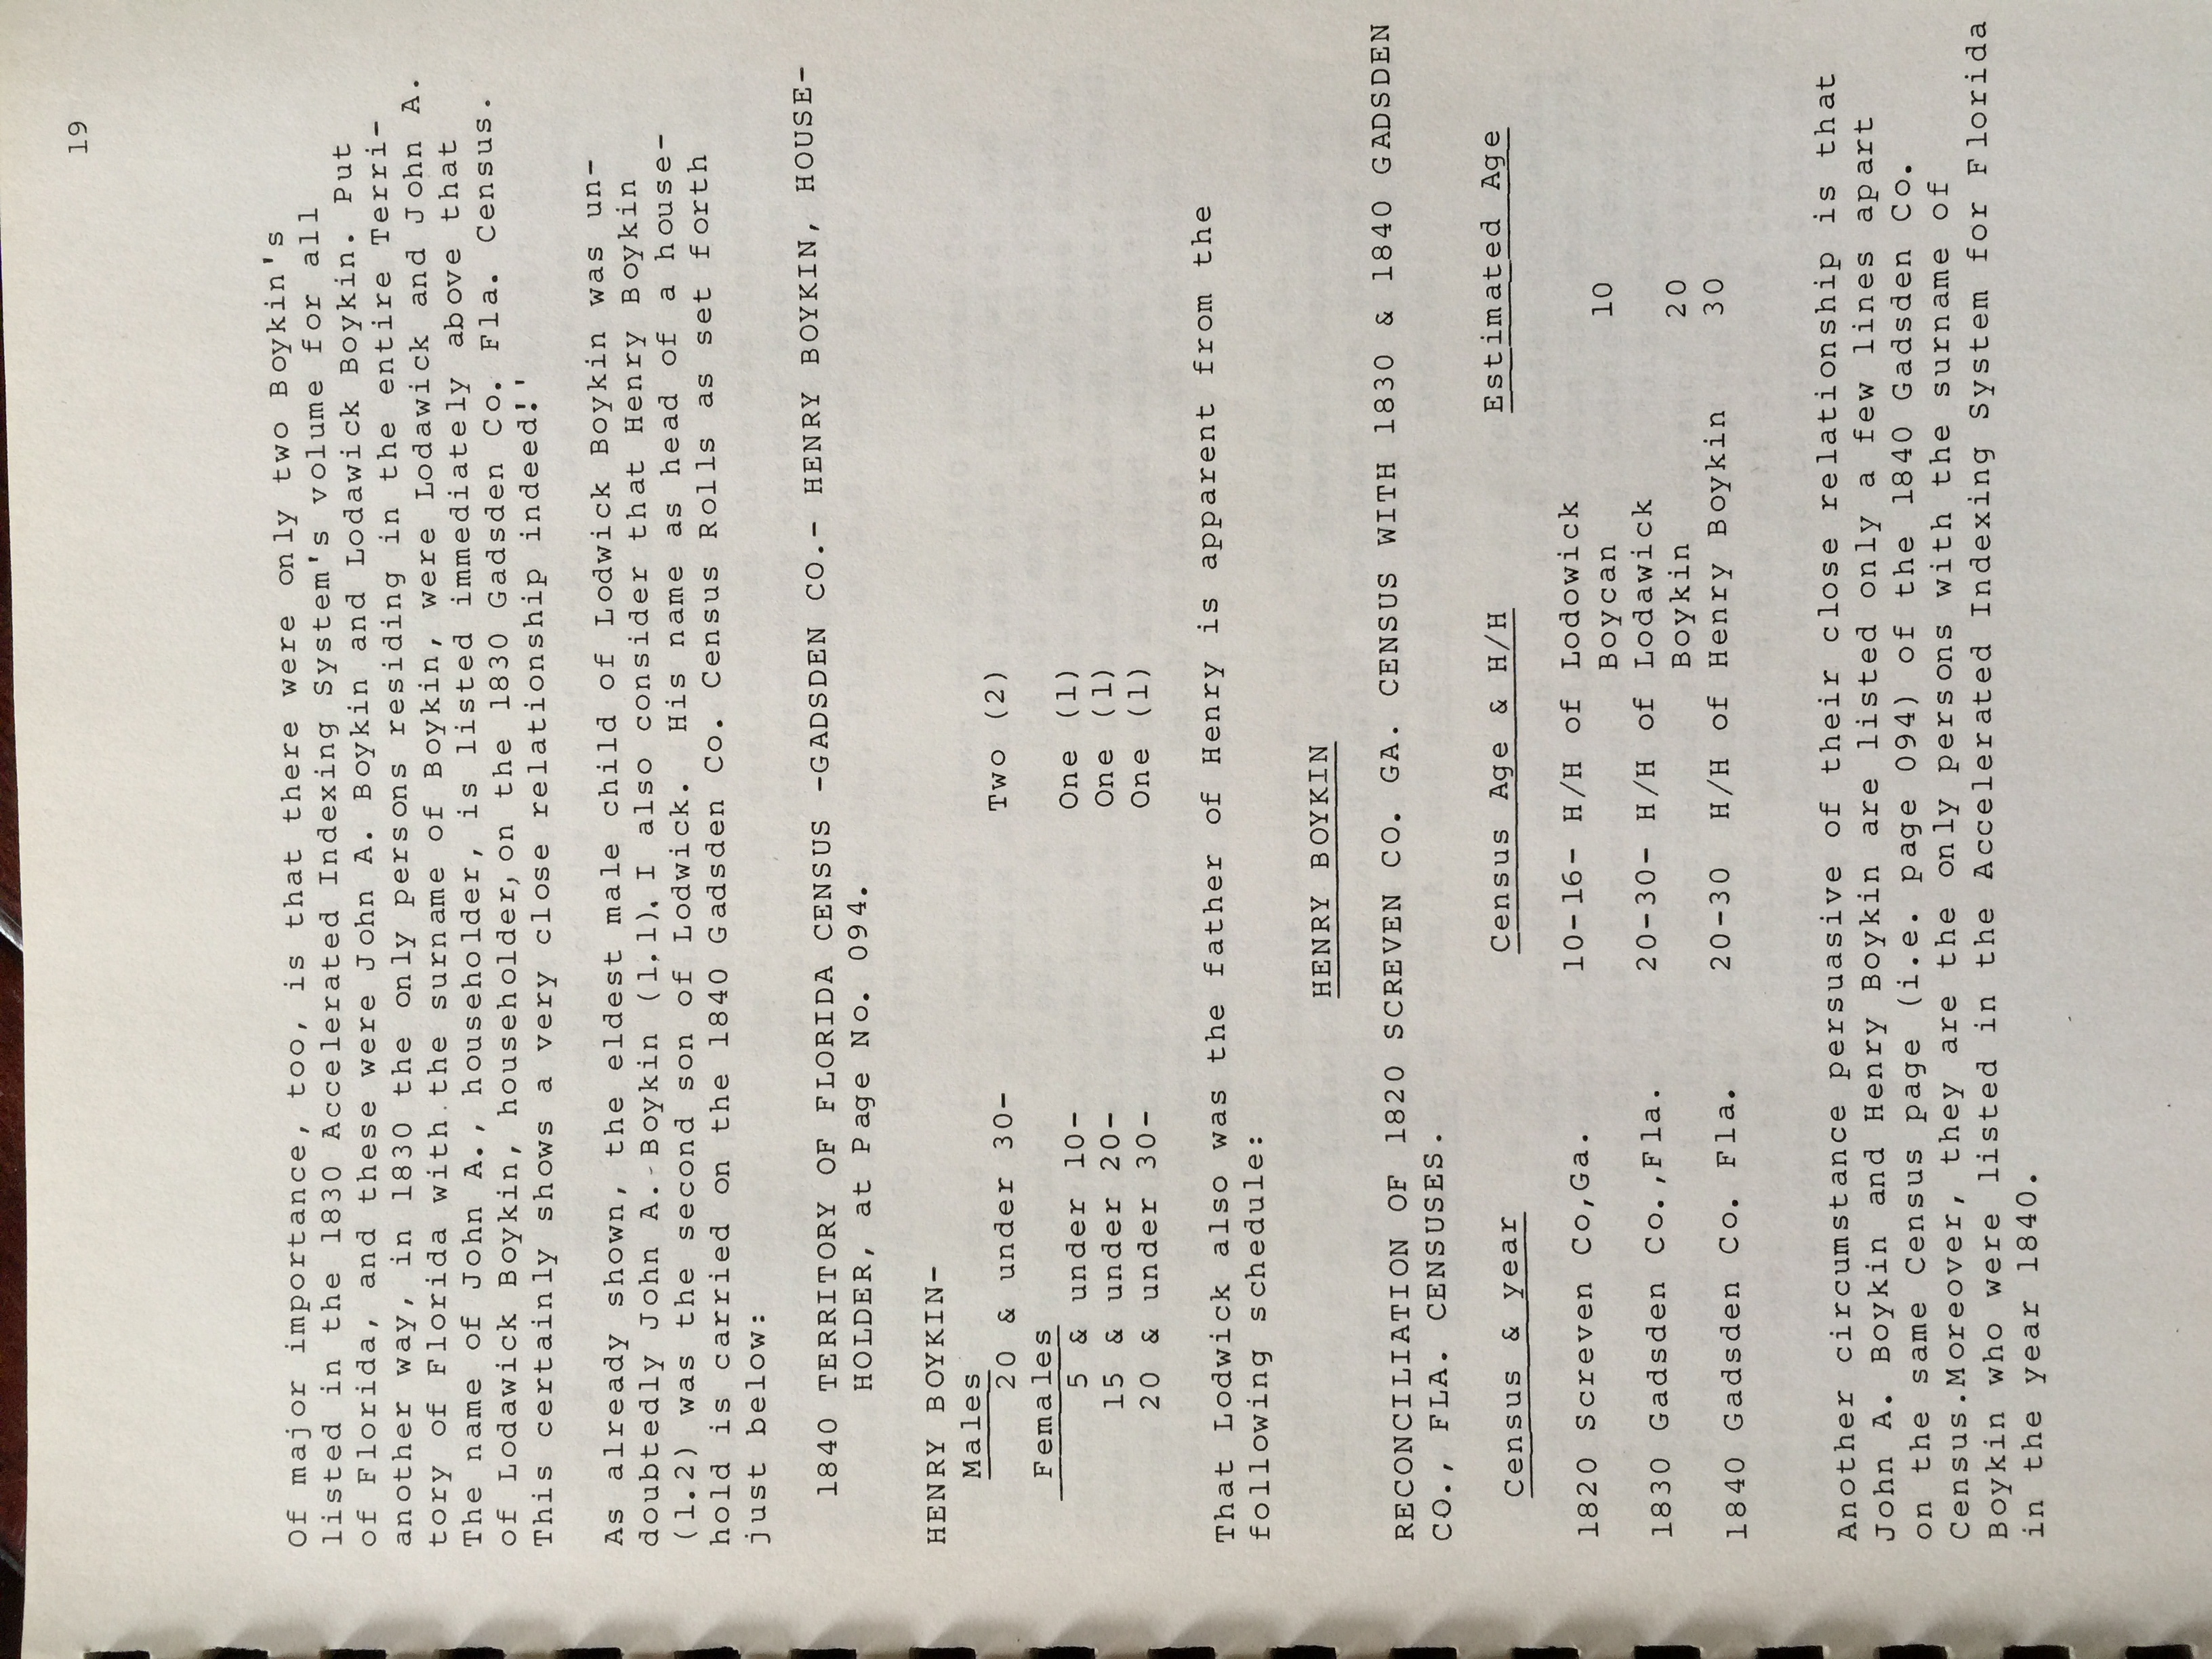 19
Of major importance, too, is that there were only two Boykin's
listed in the 1830 Accelerated Indexing System's volume for all
of Florida, and these were John A. Boykin and Lodawick Boykin. Put
another way, in 1830 the only persons residing in the entire Terri-
tory of Florida with the surname of Boykin, were Lodawick and John A.
The name of John A., householder, is listed immediately above that
of Lodawick Boykin, householder, on the 1830 Gadsden Co. Fla. Census.
This certainly shows a very close relationship indeed!'
As already shown, the eldest male child of Lodwick Boykin was un-
doubtedly John A. Boykin (1.1). I also consider that Henry Boykin
(1.2) was the second son of Lodwick. His name as head of a house-
hold is carried on the 1840 Gadsden Co. Census Rolls as set forth
just below:
1840 TERRITORY OF FLORIDA CENSUS -GADSDEN CO.- HENRY BOYKIN, HOUSE-
HOLDER, at Page No. 094.
HENRY BOYKIN-
Males
20 & under 30- Two (2)
Females
5 & under 10- One (1)
15 & under 20- One (1)
20 & under 30- One (1)
That Lodwick also was the father of Henry is apparent from the
following schedule:
HENRY BOYKIN
RECONCILIATION OF 1820 SCREVEN CO. GA. CENSUS WITH 1830 & 1840 GADSDEN
CO., FLA. CENSUSES.
Census & year Census Age & H/H Estimated Age
1820 Screven Co,Ga. 10-16- H/H of Lodowick
Boycan 10
1830 Gadsden Co.,Fla. 20-30- H/H of Lodawick
Boykin 20
1840 Gadsden Co. Fla. 20-30 H/H of Henry Boykin 30
Another circumstance persuasive of their close relationship is that
John A. Boykin and Henry Boykin are listed only a few lines apart
on the same Census page (i.e. page 094) of the 1840 Gadsden Co.
Census.Moreover, they are the only persons with the surname of
Boykin who were listed in the Accelerated Indexing System for Florida
in the year 1840.